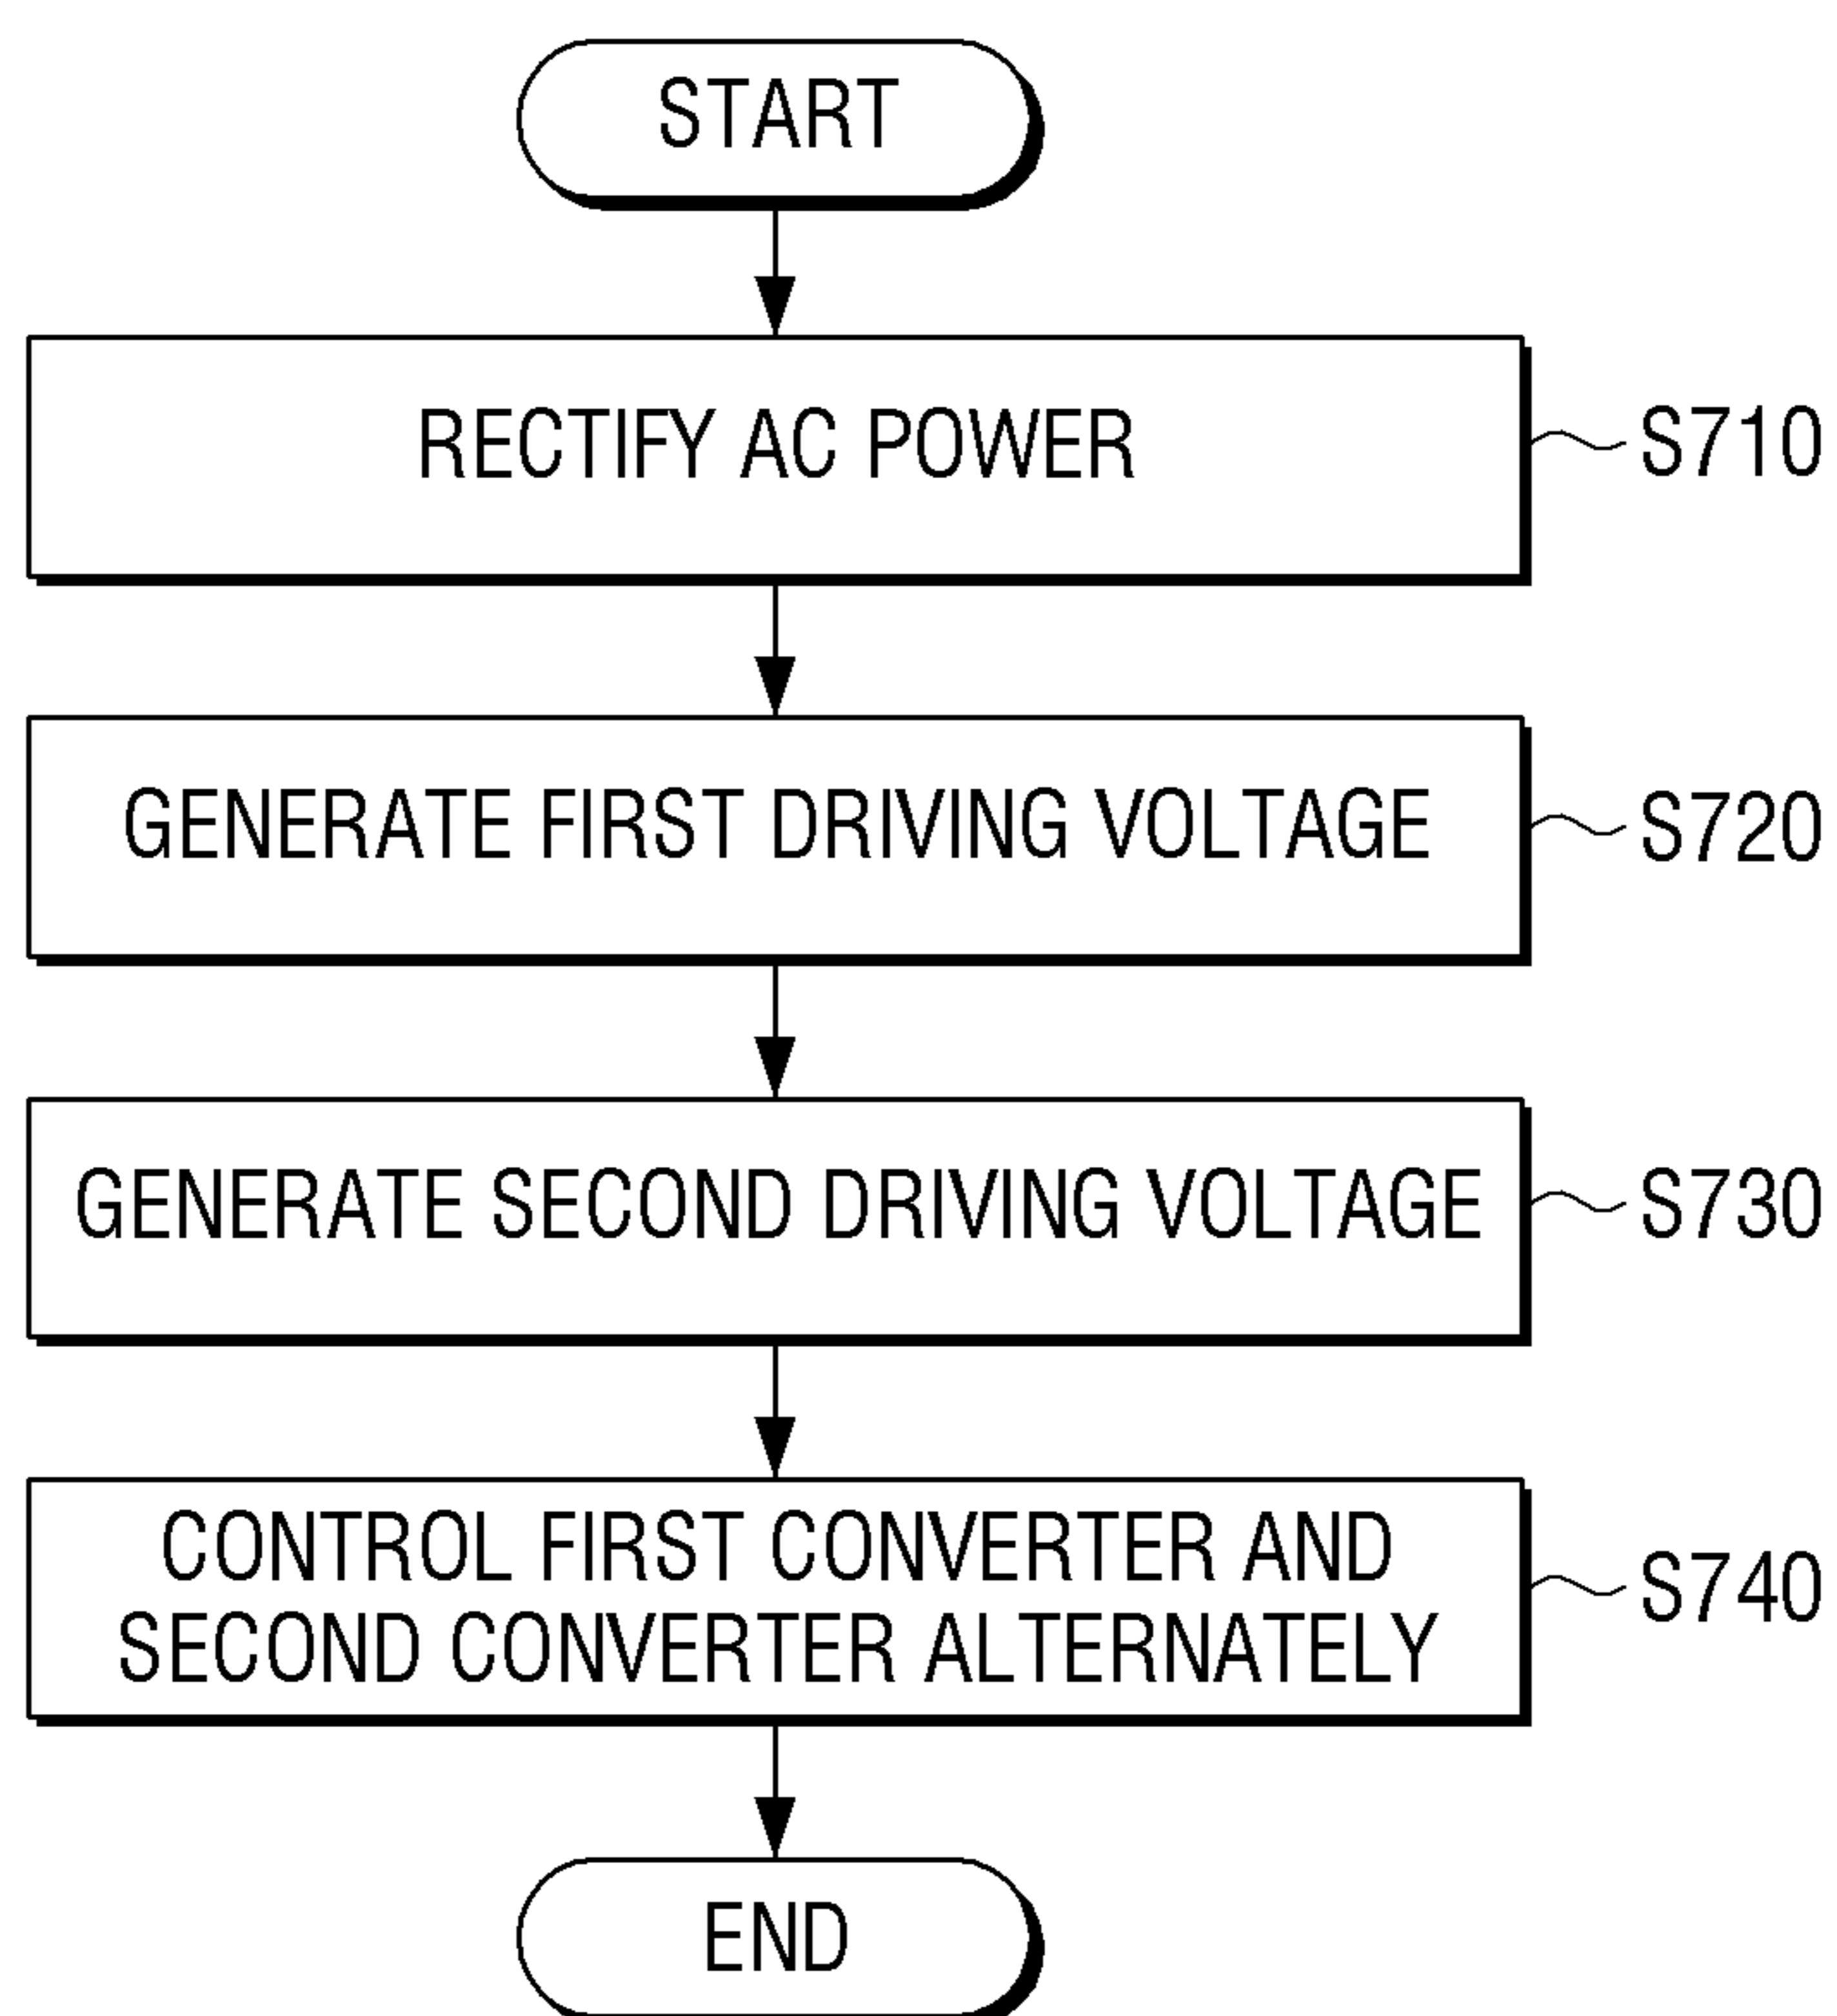 START
RECTIFY AC POWER
S710
GENERATE FIRST DRIVING VOLTAGE
S720
GENERATE SECOND DRIVING VOLTAGE
S730
CONTROL FIRST CONVERTER AND
SECOND CONVERTER ALTERNATELY
S740
END